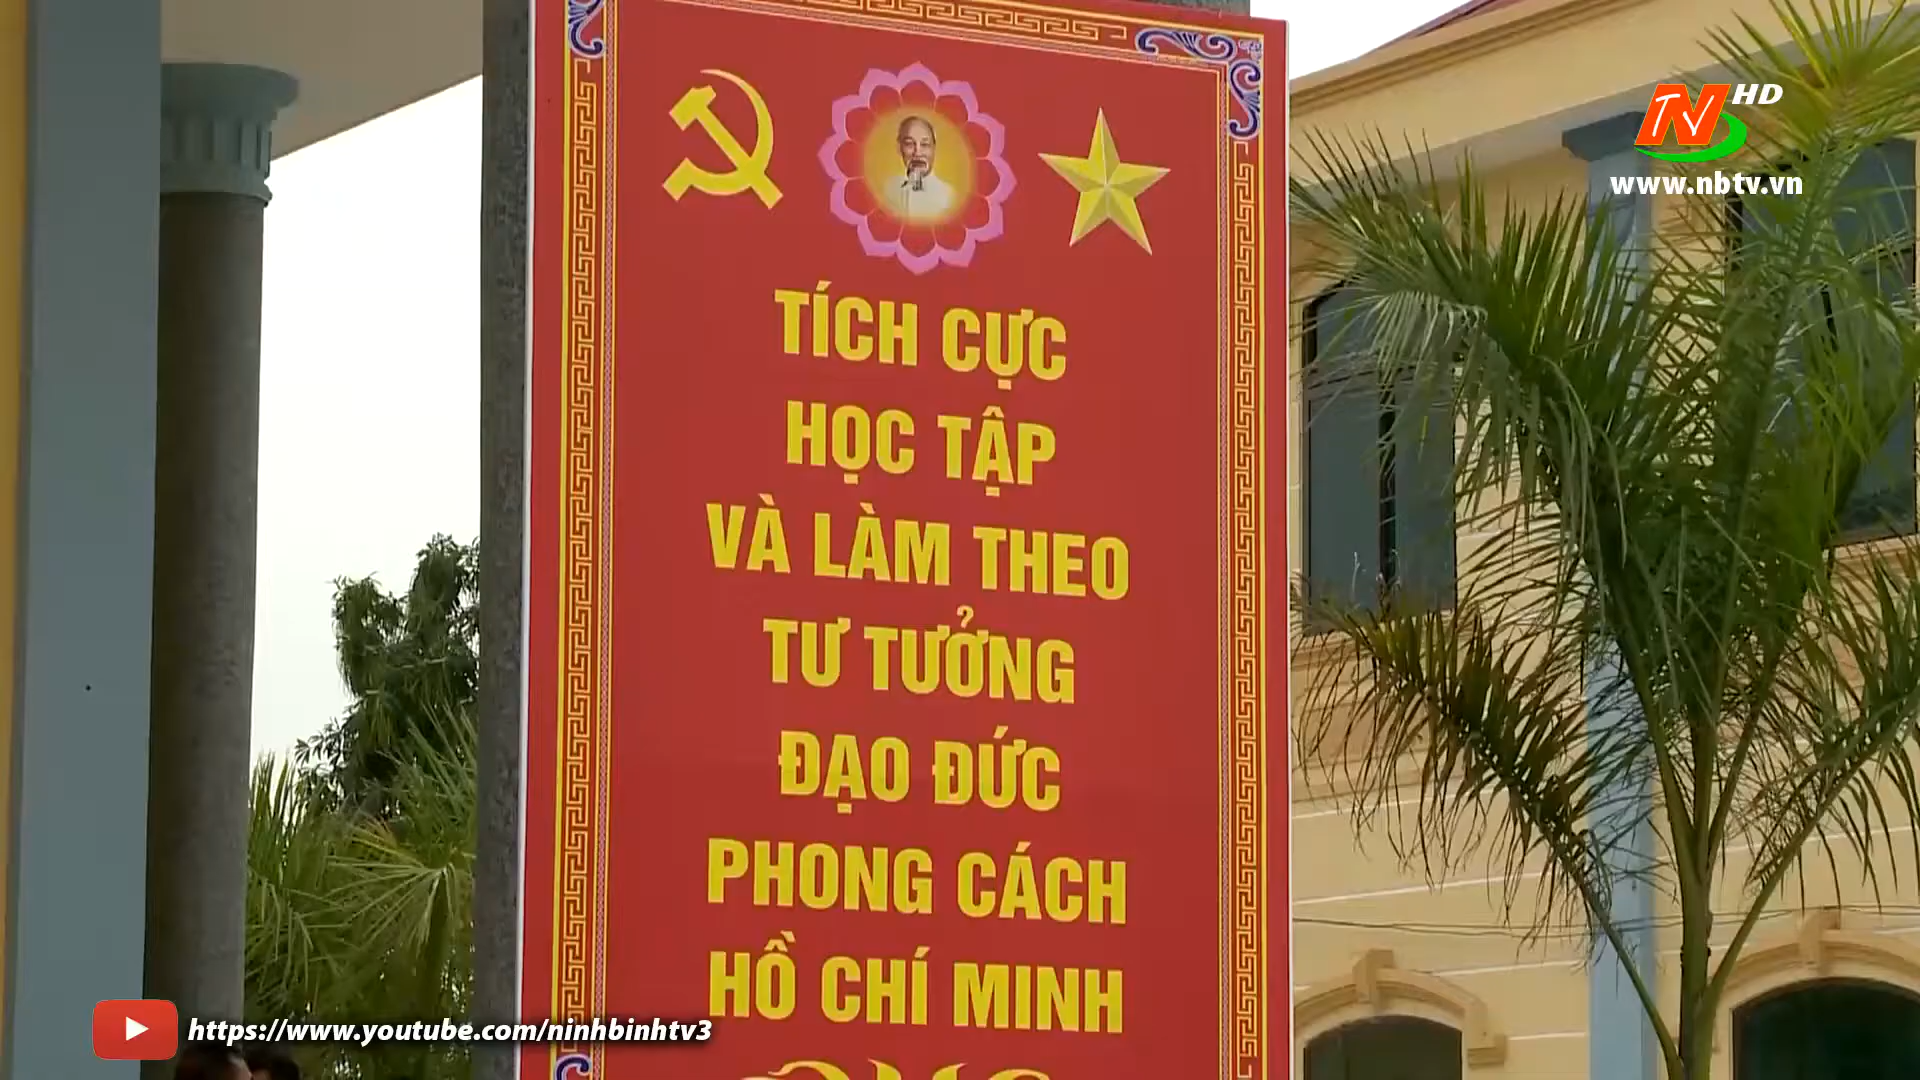 NTV HD
www.nbtv.vn
TÍCH CỰC
HỌC TẬP
VÀ LÀM THEO
TƯ TƯỞNG
ĐẠO ĐỨC
PHONG CÁCH
HỒ CHÍ MINH
https://www.youtube.com/ninhbinhtv3